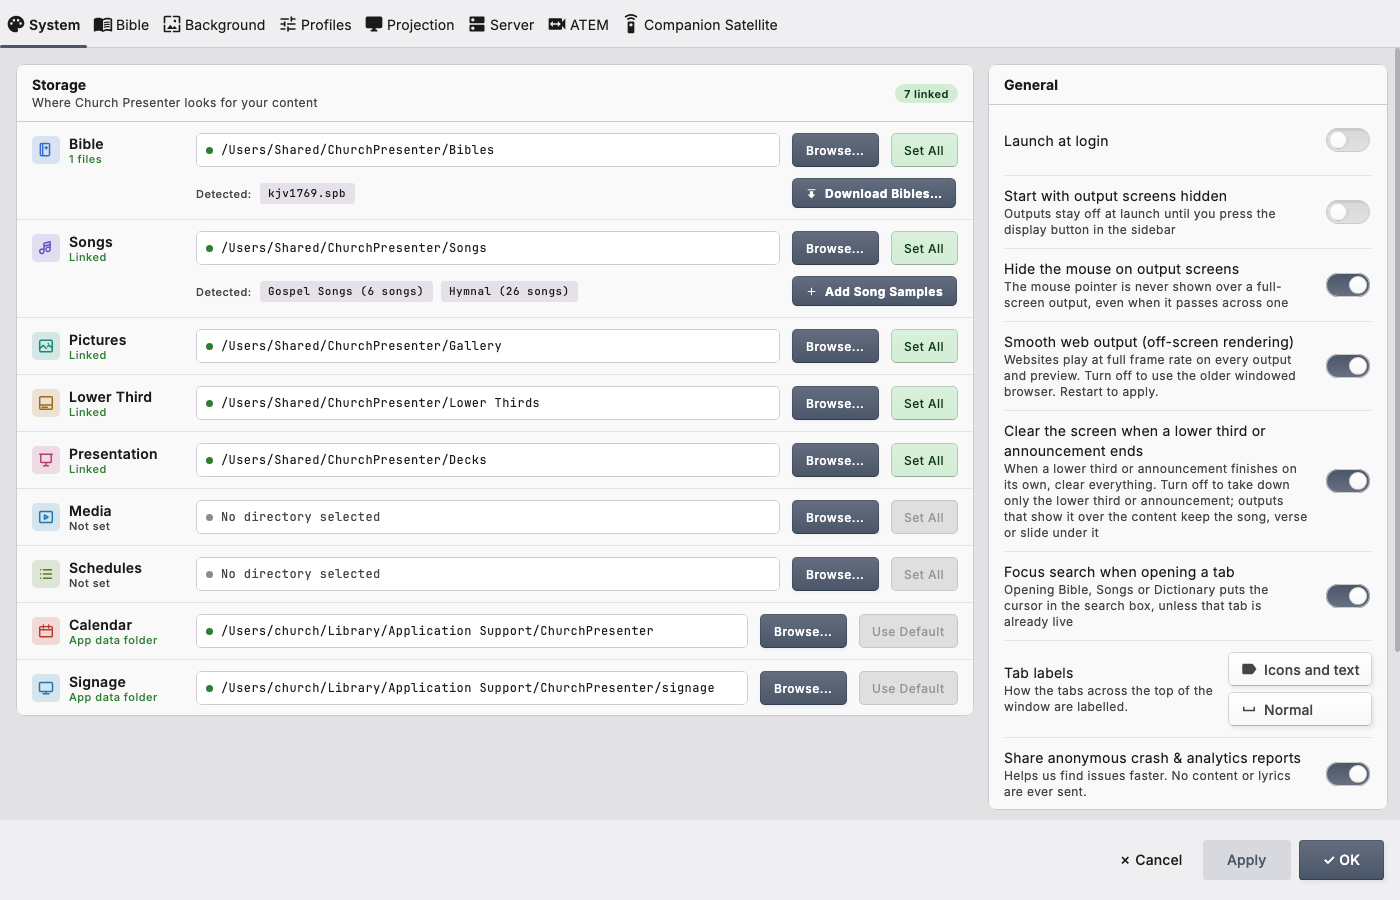 System Bible Background Profiles Projection Server ATEM Companion Satellite
Storage
Where Church Presenter looks for your content
7 linked
Bible
1 files
/Users/Shared/ChurchPresenter/Bibles
Browse...
Set All
Detected:
kjv1769.spb
Download Bibles...
Songs
Linked
/Users/Shared/ChurchPresenter/Songs
Browse...
Set All
Detected:
Gospel Songs (6 songs)
Hymnal (26 songs)
+ Add Song Samples
Pictures
Linked
/Users/Shared/ChurchPresenter/Gallery
Browse...
Set All
Lower Third
Linked
/Users/Shared/ChurchPresenter/Lower Thirds
Browse...
Set All
Presentation
Linked
/Users/Shared/ChurchPresenter/Decks
Browse...
Set All
Media
Not set
No directory selected
Browse...
Set All
Schedules
Not set
No directory selected
Browse...
Set All
Calendar
App data folder
/Users/church/Library/Application Support/ChurchPresenter
Browse...
Use Default
Signage
App data folder
/Users/church/Library/Application Support/ChurchPresenter/signage
Browse...
Use Default
General
Launch at login
Start with output screens hidden
Outputs stay off at launch until you press the
display button in the sidebar
Hide the mouse on output screens
The mouse pointer is never shown over a full-
screen output, even when it passes across one
Smooth web output (off-screen rendering)
Websites play at full frame rate on every output
and preview. Turn off to use the older windowed
browser. Restart to apply.
Clear the screen when a lower third or
announcement ends
When a lower third or announcement finishes on
its own, clear everything. Turn off to take down
only the lower third or announcement; outputs
that show it over the content keep the song, verse
or slide under it
Focus search when opening a tab
Opening Bible, Songs or Dictionary puts the
cursor in the search box, unless that tab is
already live
Tab labels
How the tabs across the top of the
window are labelled.
Icons and text
Normal
Share anonymous crash & analytics reports
Helps us find issues faster. No content or lyrics
are ever sent.
Cancel
Apply
OK